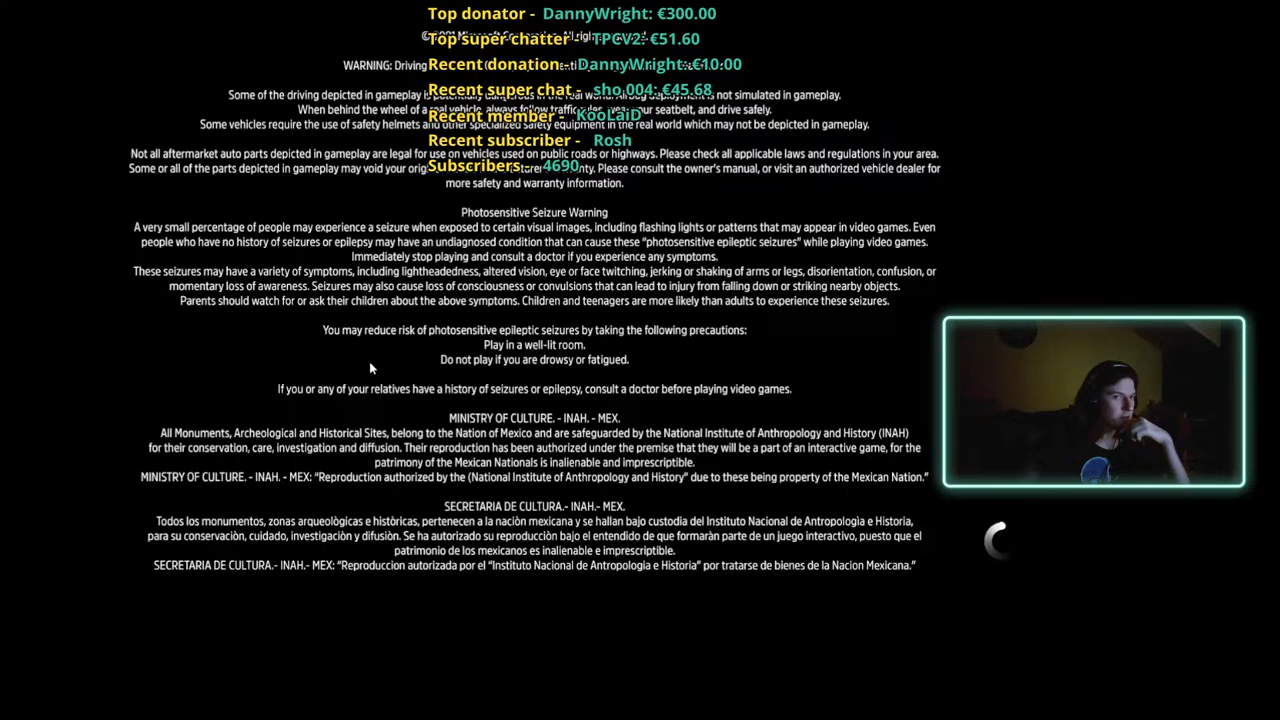 Top donator - DannyWright: €300.00
Top super chatter - TPCV2: €51.60
Recent donation - DannyWright: €10.00
WARNING: Driving
Recent super chat - sho.004: €45.68
Some of the driving depicted in gameplay is not simulated in gameplay.
When behind the wheel of a real vehicle, always follow traffic rules, wear your seatbelt, and drive safely.
Recent member - KooLaiD
Some vehicles require the use of safety helmets and other specialized safety equipment in the real world which may not be depicted in gameplay.
Recent subscriber - Rosh
Not all aftermarket auto parts depicted in gameplay are legal for use on vehicles used on public roads or highways. Please check all applicable laws and regulations in your area.
Subscribers - 4690
Some or all of the parts depicted in gameplay may void your Please consult the owner's manual, or visit an authorized vehicle dealer for
more safety and warranty information.
Photosensitive Seizure Warning
A very small percentage of people may experience a seizure when exposed to certain visual images, including flashing lights or patterns that may appear in video games. Even
people who have no history of seizures or epilepsy may have an undiagnosed condition that can cause these "photosensitive epileptic seizures" while playing video games.
Immediately stop playing and consult a doctor if you experience any symptoms.
These seizures may have a variety of symptoms, including lightheadedness, altered vision, eye or face twitching, jerking or shaking of arms or legs, disorientation, confusion, or
momentary loss of awareness. Seizures may also cause loss of consciousness or convulsions that can lead to injury from falling down or striking nearby objects.
Parents should watch for or ask their children about the above symptoms. Children and teenagers are more likely than adults to experience these seizures.
You may reduce risk of photosensitive epileptic seizures by taking the following precautions:
Play in a well-lit room.
Do not play if you are drowsy or fatigued.
If you or any of your relatives have a history of seizures or epilepsy, consult a doctor before playing video games.
MINISTRY OF CULTURE. - INAH. - MEX.
All Monuments, Archeological and Historical Sites, belong to the Nation of Mexico and are safeguarded by the National Institute of Anthropology and History (INAH)
for their conservation, care, investigation and diffusion. Their reproduction has been authorized under the premise that they will be a part of an interactive game, for the
patrimony of the Mexican Nationals is inalienable and imprescriptible.
MINISTRY OF CULTURE. - INAH. - MEX: "Reproduction authorized by the (National Institute of Anthropology and History" due to these being property of the Mexican Nation."
SECRETARIA DE CULTURA.- INAH.- MEX.
Todos los monumentos, zonas arqueològicas e històricas, pertenecen a la naciòn mexicana y se hallan bajo custodia del Instituto Nacional de Antropologìa e Historia,
para su conservaciòn, cuidado, investigaciòn y difusiòn. Se ha autorizado su reproducciòn bajo el entendido de que formaràn parte de un juego interactivo, puesto que el
patrimonio de los mexicanos es inalienable e imprescriptible.
SECRETARIA DE CULTURA.- INAH.- MEX: "Reproduccion autorizada por el "Instituto Nacional de Antropologia e Historia" por tratarse de bienes de la Nacion Mexicana."